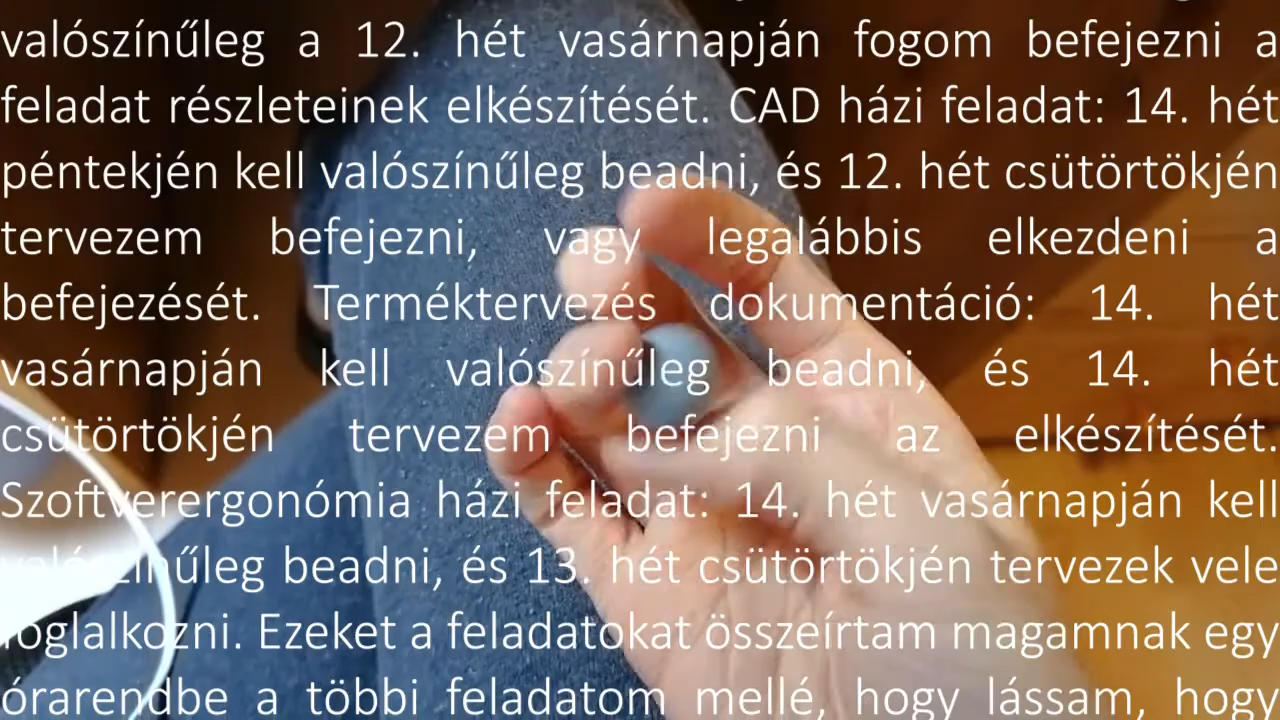 valószínűleg a 12. hét vasárnapján fogom befejezni a
feladat részleteinek elkészítését. CAD házi feladat: 14. hét
péntekjén kell valószínűleg beadni, és 12. hét csütörtökjén
tervezem befejezni, vagy legalábbis elkezdeni a
befejezését. Terméktervezés dokumentáció: 14. hét
vasárnapján kell valószínűleg beadni, és 14. hét
csütörtökjén tervezem befejezni az elkészítését.
Szoftverergonómia házi feladat: 14. hét vasárnapján kell
valószínűleg beadni, és 13. hét csütörtökjén tervezek vele
foglalkozni. Ezeket a feladatokat összeírtam magamnak egy
órarendbe a többi feladatom mellé, hogy lássam, hogy